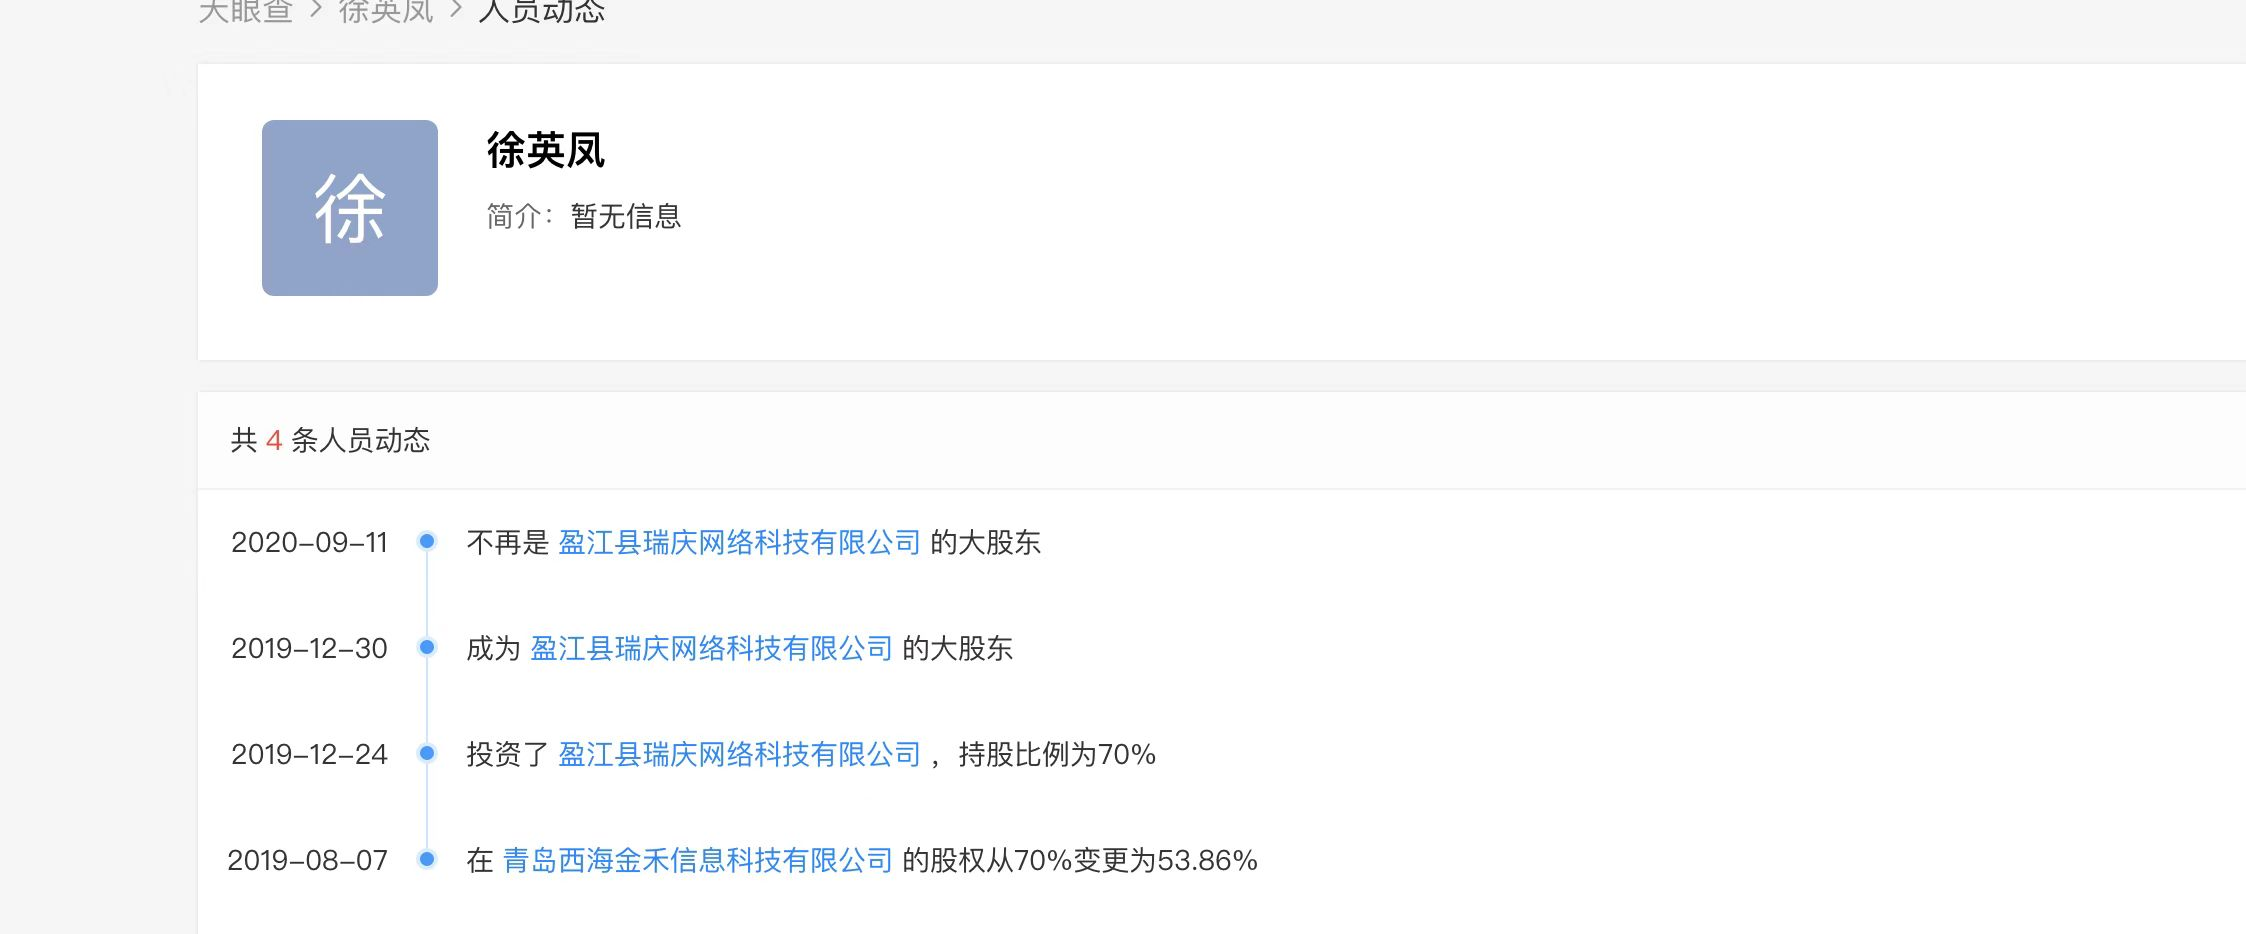 天眼查 > 徐英凤 > 人员动态
徐
徐英凤
简介：暂无信息
共 4 条人员动态
2020-09-11 不再是 盈江县瑞庆网络科技有限公司 的大股东
2019-12-30 成为 盈江县瑞庆网络科技有限公司 的大股东
2019-12-24 投资了 盈江县瑞庆网络科技有限公司 ，持股比例为70%
2019-08-07 在 青岛西海金禾信息科技有限公司 的股权从70%变更为53.86%